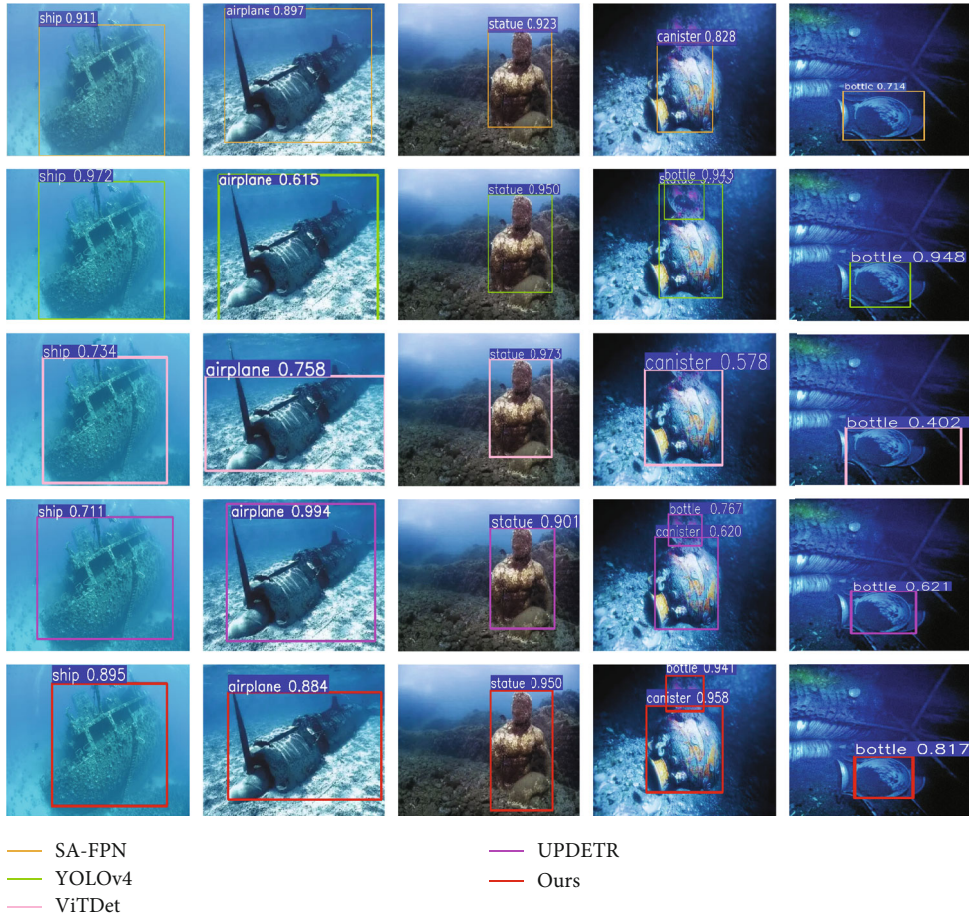 ship 0.911
airplane 0.897
statue 0.923
canister 0.828
bottle 0.714
ship 0.972
airplane 0.615
statue 0.950
bottle 0.943
bottle 0.948
ship 0.734
airplane 0.758
statue 0.973
canister 0.578
bottle 0.402
ship 0.711
airplane 0.994
statue 0.901
bottle 0.767
canister 0.620
bottle 0.621
ship 0.895
airplane 0.884
statue 0.950
bottle 0.941
canister 0.958
bottle 0.817
SA-FPN
YOLOv4
ViTDet
UPDETR
Ours